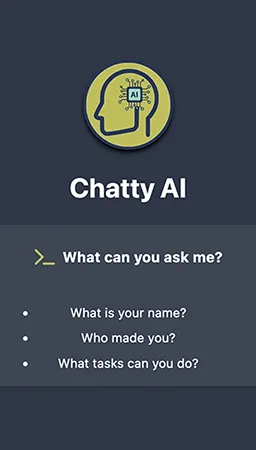 AI
Chatty AI
What can you ask me?
What is your name?
Who made you?
What tasks can you do?